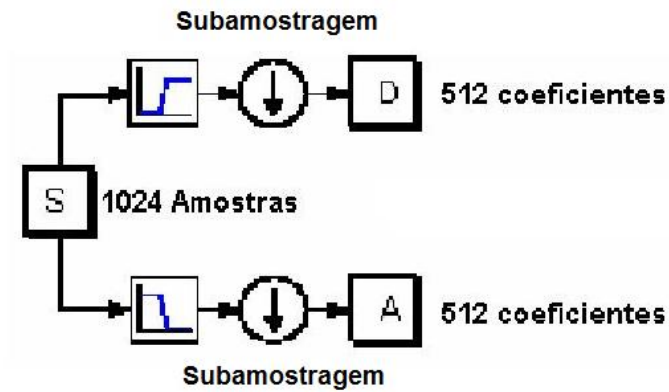 Subamostragem
D 512 coeficientes
S 1024 Amostras
A 512 coeficientes
Subamostragem